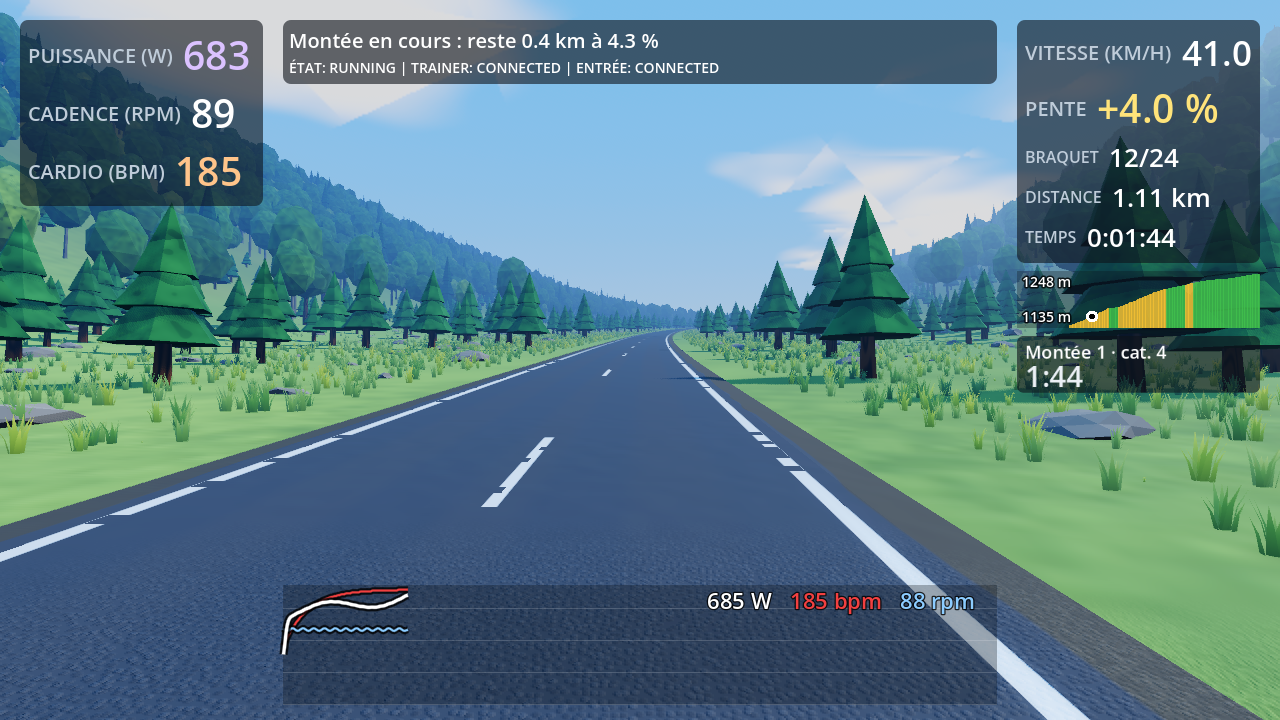 PUISSANCE (W) 683
CADENCE (RPM) 89
CARDIO (BPM) 185
Montée en cours : reste 0.4 km à 4.3 %
ÉTAT: RUNNING | TRAINER: CONNECTED | ENTRÉE: CONNECTED
VITESSE (KM/H) 41.0
PENTE +4.0 %
BRAQUET 12/24
DISTANCE 1.11 km
TEMPS 0:01:44
1248 m
1135 m
Montée 1 · cat. 4
1:44
685 W 185 bpm 88 rpm